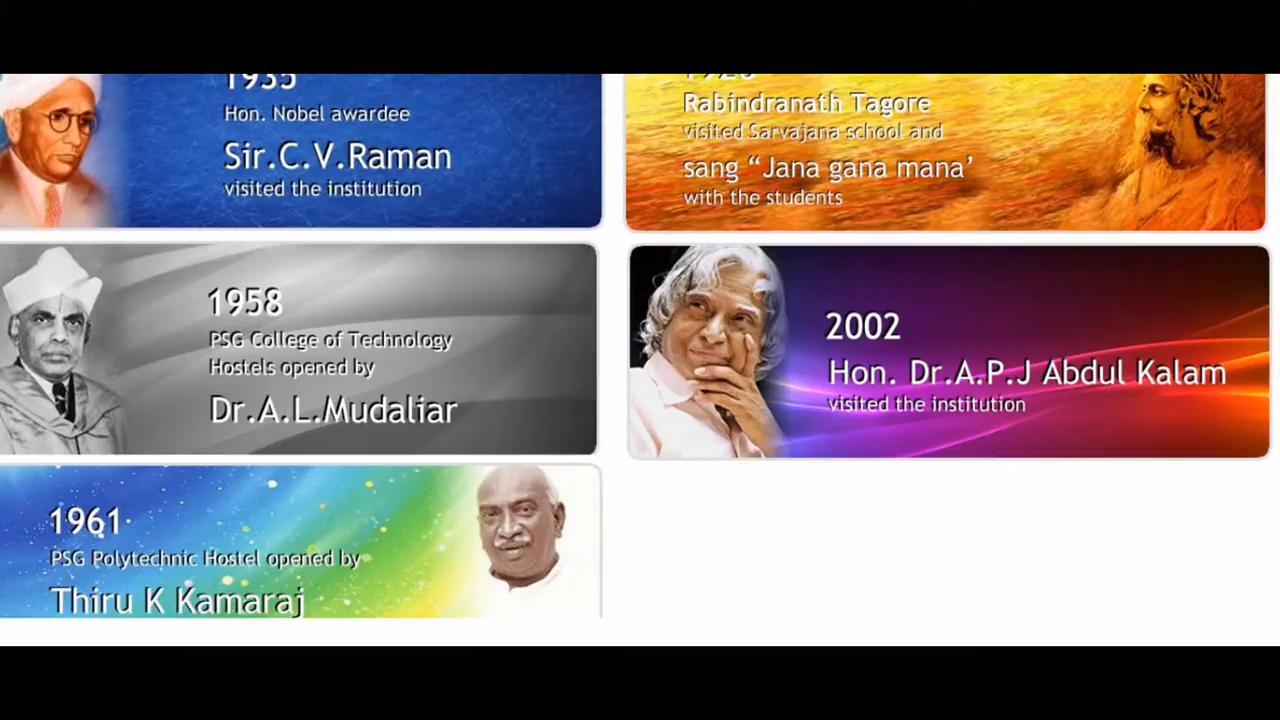 1935
Hon. Nobel awardee
Sir.C.V.Raman
visited the institution
Rabindranath Tagore
visited Sarvajana school and
sang “Jana gana mana’
with the students
1958
PSG College of Technology
Hostels opened by
Dr.A.L.Mudaliar
2002
Hon. Dr.A.P.J Abdul Kalam
visited the institution
1961
PSG Polytechnic Hostel opened by
Thiru K Kamaraj